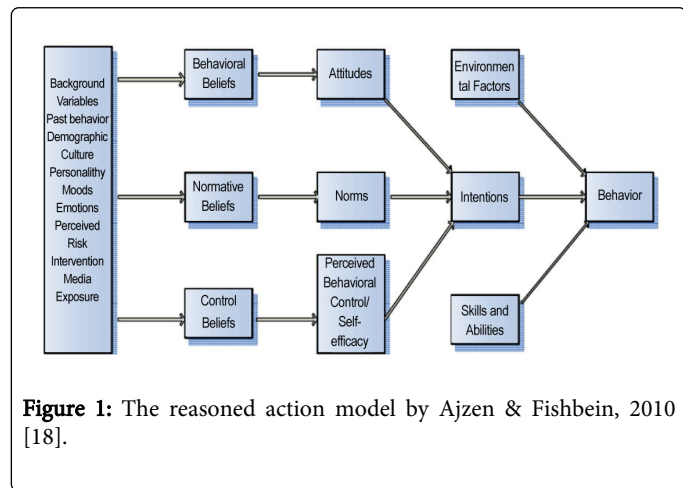 Background
Variables
Past behavior
Demographic
Culture
Personalithy
Moods
Emotions
Perceived
Risk
Intervention
Media
Exposure
Behavioral
Beliefs
Attitudes
Environmen
tal Factors
Normative
Beliefs
Norms
Intentions
Behavior
Control
Beliefs
Perceived
Behavioral
Control/
Self-
efficacy
Skills and
Abilities
Figure 1: The reasoned action model by Ajzen & Fishbein, 2010
[18].